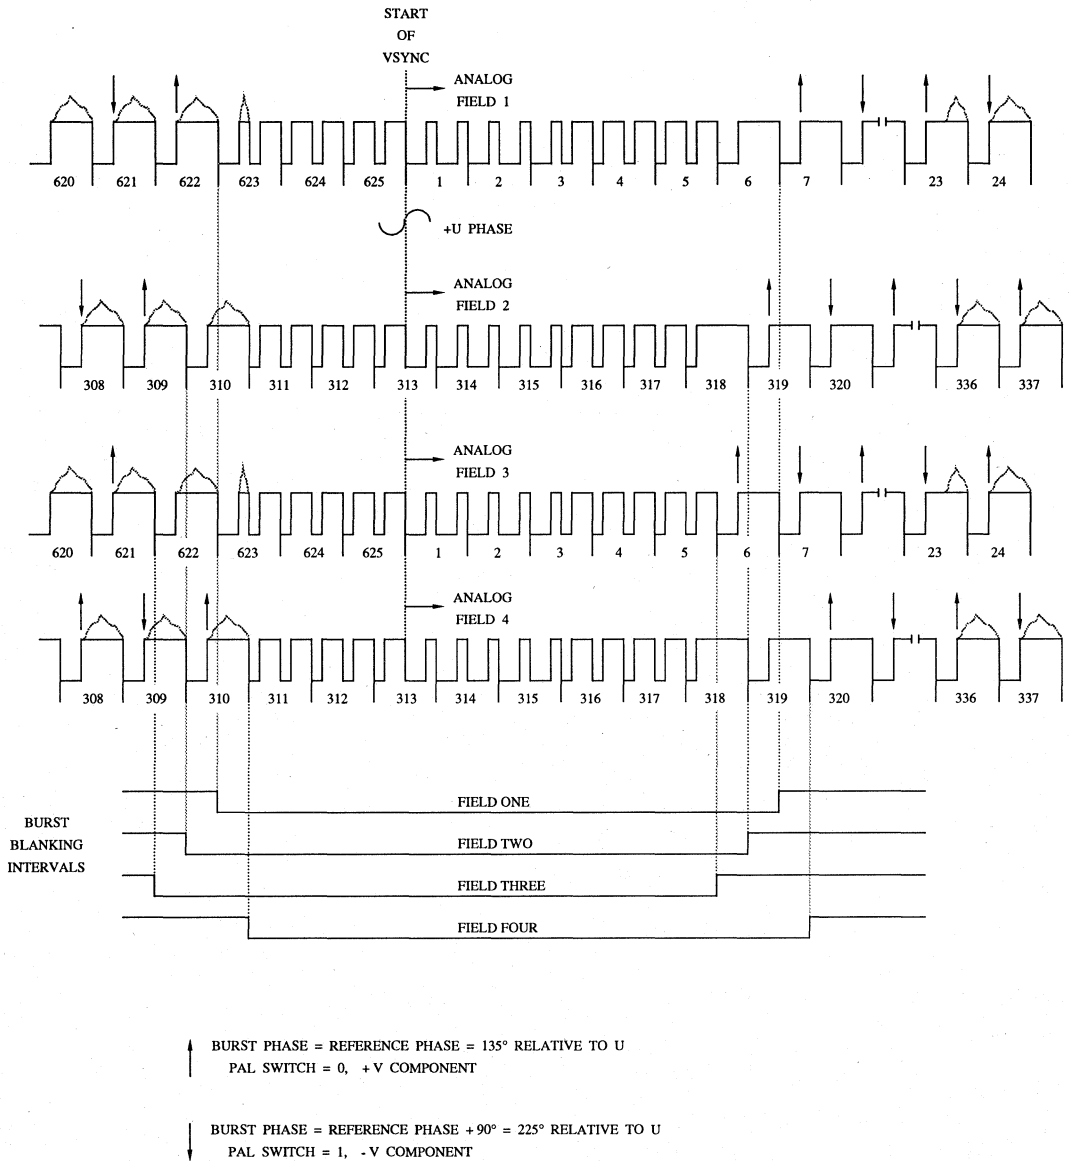 START
OF
VSYNC
ANALOG
FIELD 1
620 621 622 623 624 625 1 2 3 4 5 6 7 23 24
+U PHASE
ANALOG
FIELD 2
308 309 310 311 312 313 314 315 316 317 318 319 320 336 337
ANALOG
FIELD 3
620 621 622 623 624 625 1 2 3 4 5 6 7 23 24
ANALOG
FIELD 4
308 309 310 311 312 313 314 315 316 317 318 319 320 336 337
BURST
BLANKING
INTERVALS
FIELD ONE
FIELD TWO
FIELD THREE
FIELD FOUR
BURST PHASE = REFERENCE PHASE = 135° RELATIVE TO U
PAL SWITCH = 0, +V COMPONENT
BURST PHASE = REFERENCE PHASE +90° = 225° RELATIVE TO U
PAL SWITCH = 1, -V COMPONENT